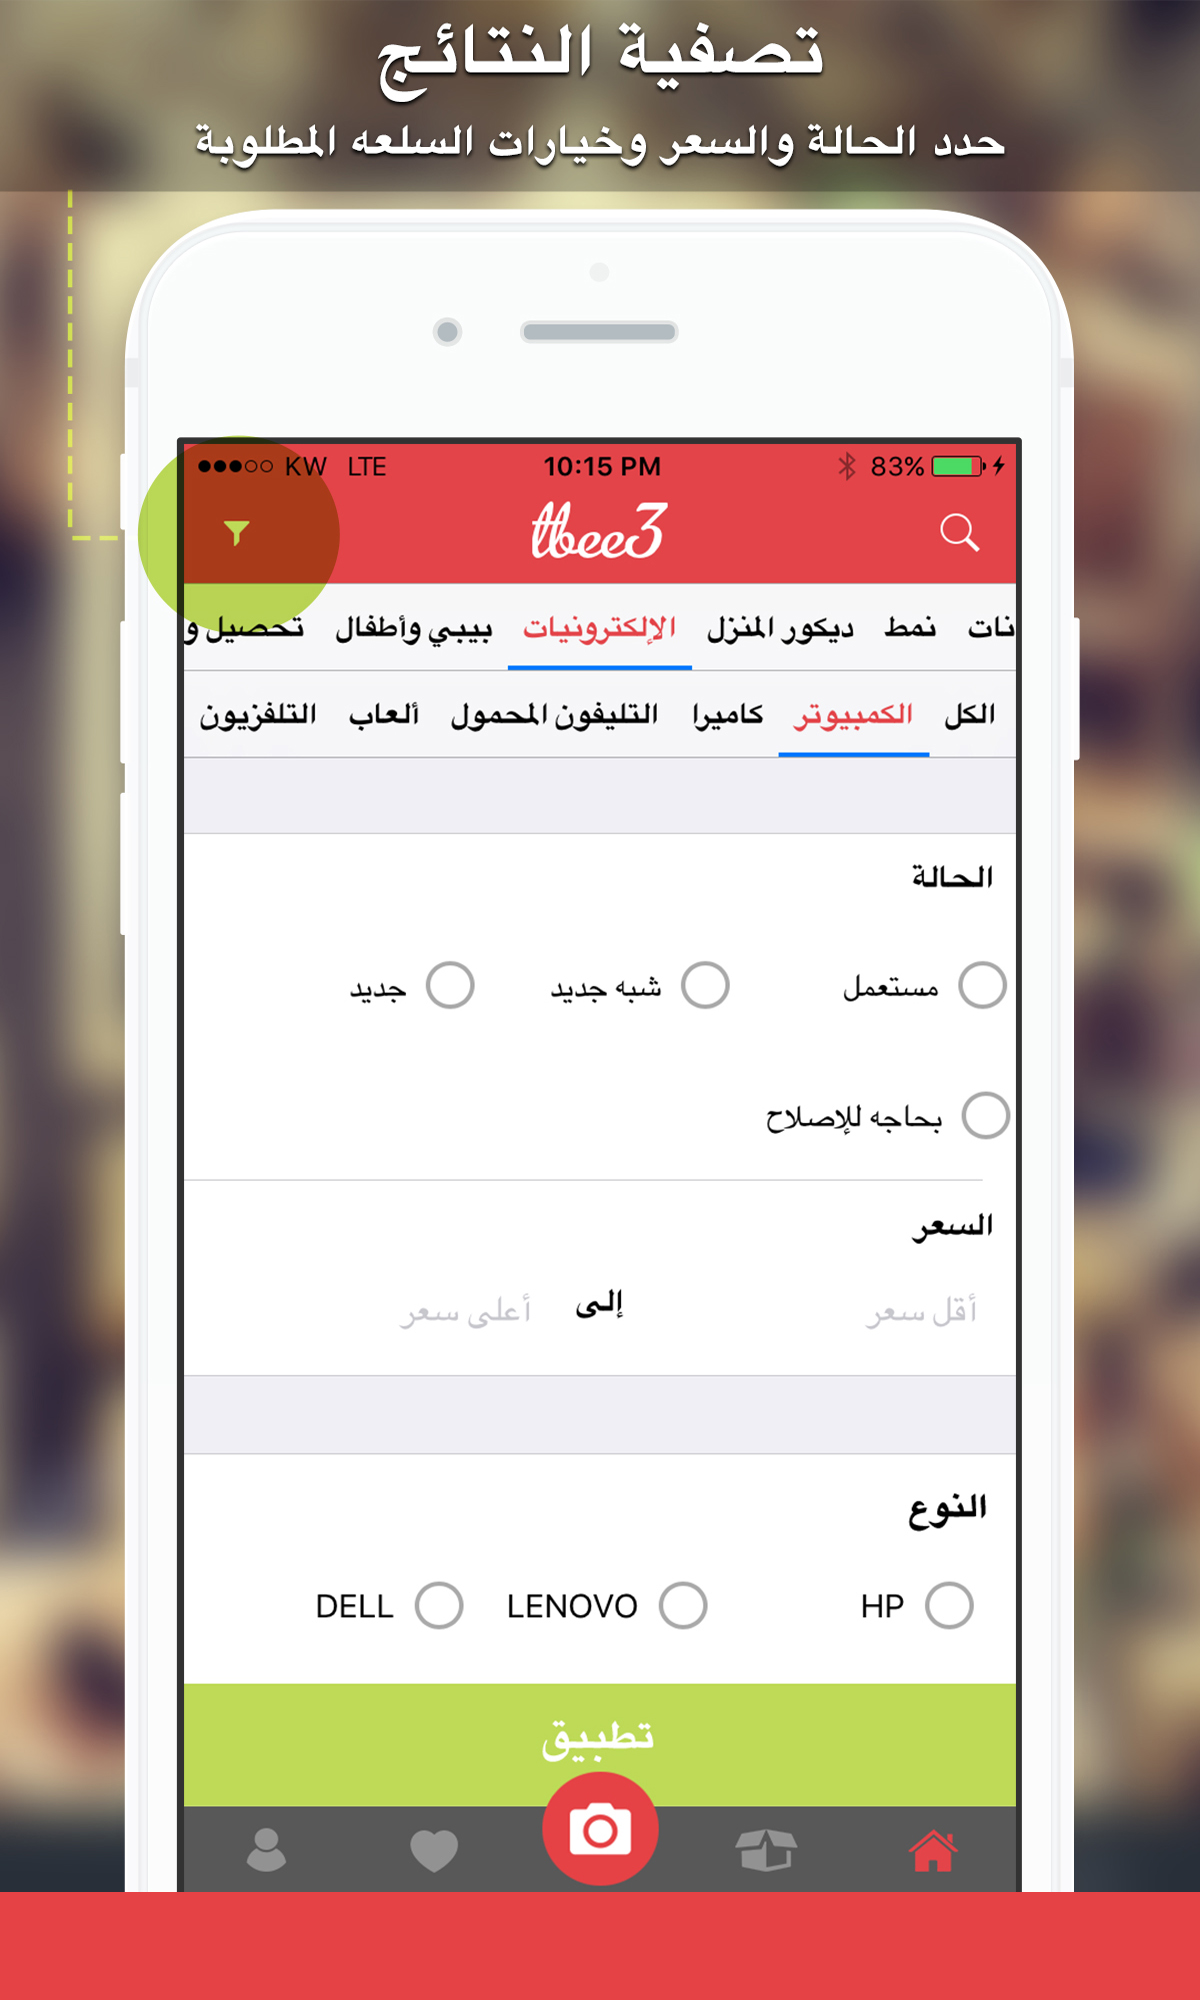 تصفية النتائج
حدد الحالة والسعر وخيارات السلعه المطلوبة
KW LTE 10:15 PM 83%
tbee3
نات نمط ديكور المنزل الإلكترونيات بيبي وأطفال تحصيل و
الكل الكمبيوتر كاميرا التليفون المحمول ألعاب التلفزيون
الحالة
مستعمل شبه جديد جديد
بحاجه للإصلاح
السعر
أقل سعر إلى أعلى سعر
النوع
HP LENOVO DELL
تطبيق